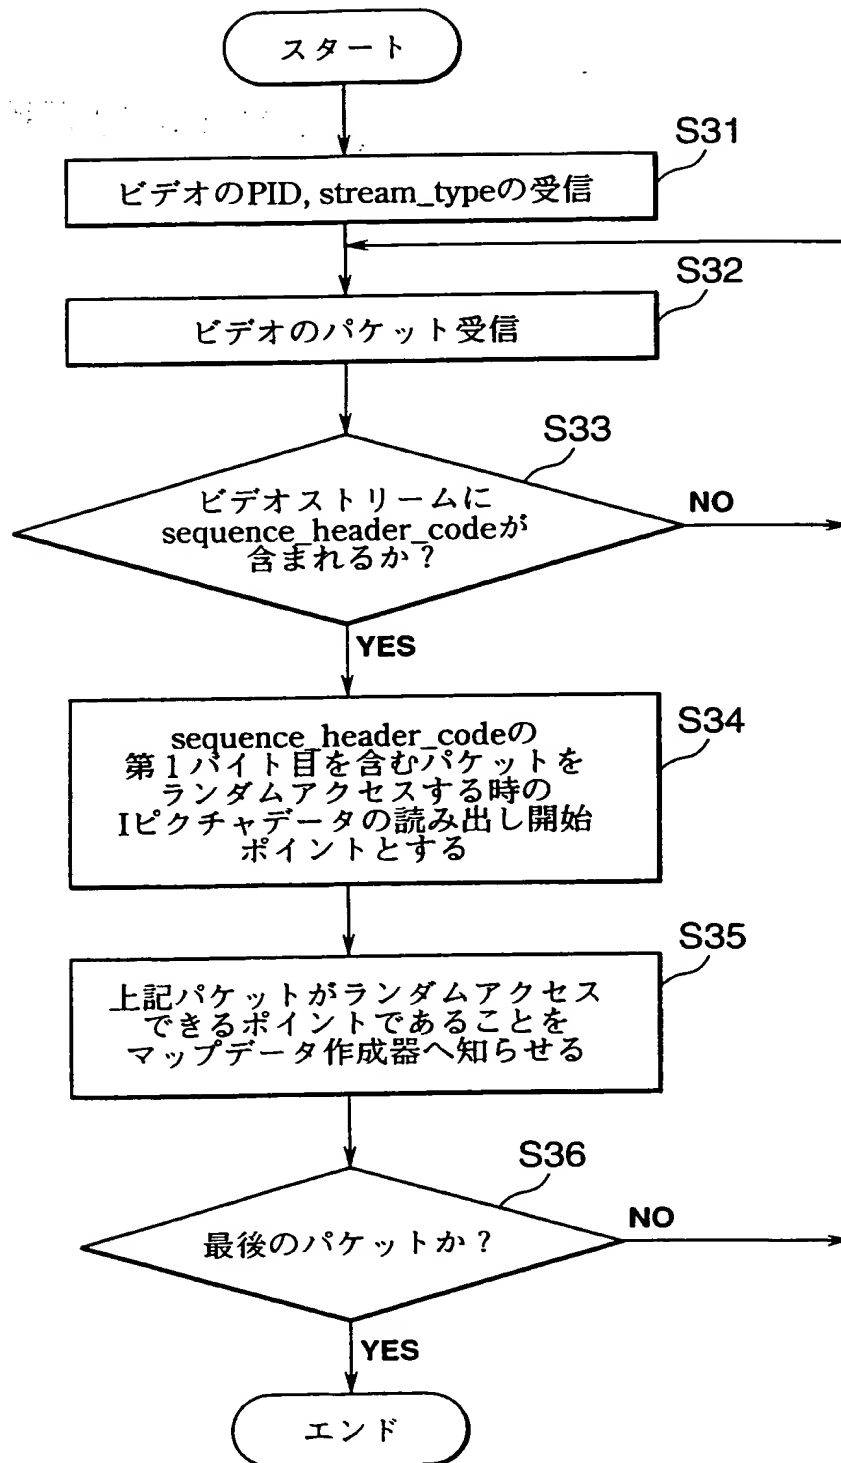 スタート
S31
ビデオのPID, stream_typeの受信
S32
ビデオのパケット受信
S33
ビデオストリームに
sequence_header_codeが
含まれるか?
NO
YES
S34
sequence_header_codeの
第1バイト目を含むパケットを
ランダムアクセスする時の
Iピクチャデータの読み出し開始
ポイントとする
S35
上記パケットがランダムアクセス
できるポイントであることを
マップデータ作成器へ知らせる
S36
最後のパケットか?
NO
YES
エンド